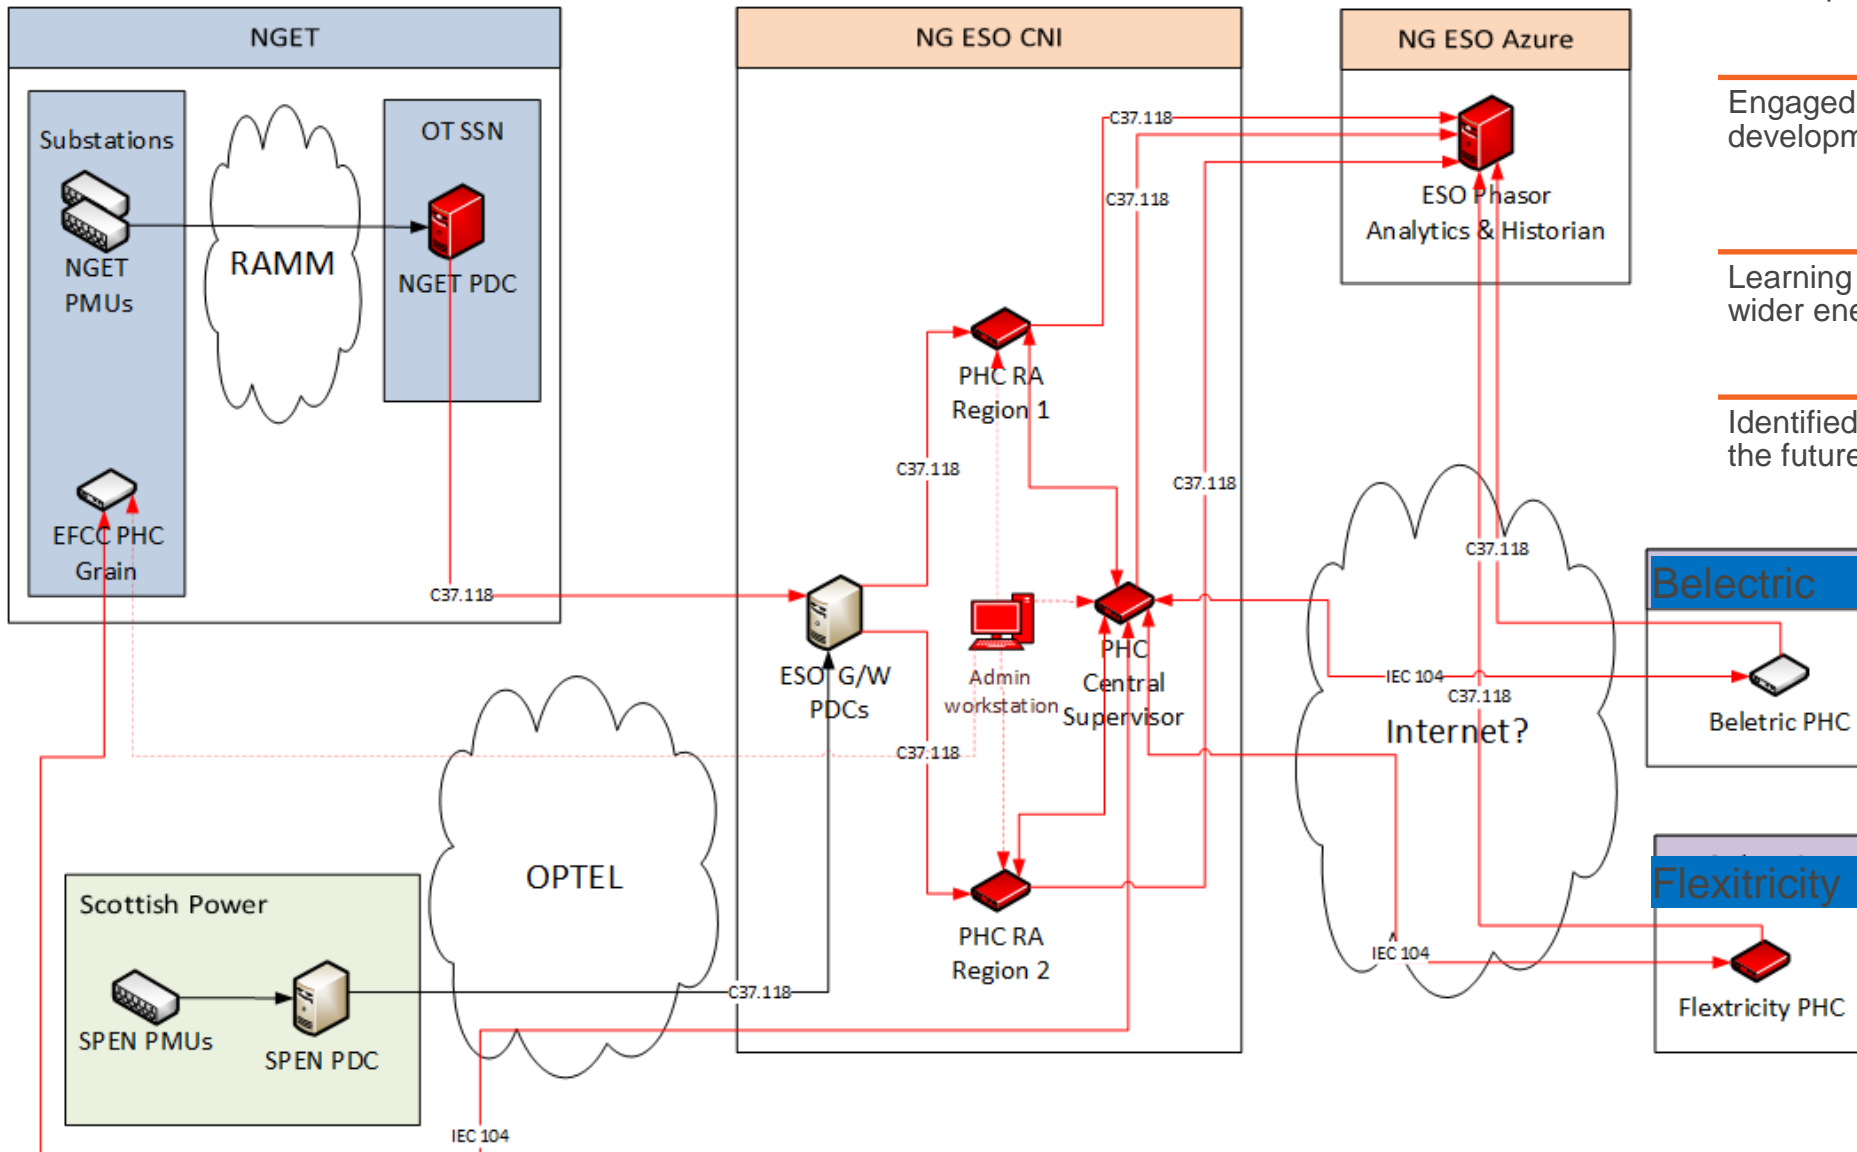 NGET
Substations
NGET
PMUs
EFCC PHC
Grain
RAMM
OT SSN
NGET PDC
C37.118
Scottish Power
SPEN PMUs
SPEN PDC
OPTEL
C37.118
IEC 104
NG ESO CNI
ESO G/W
PDCs
C37.118
C37.118
PHC RA
Region 1
Admin
workstation
PHC
Central
Supervisor
PHC RA
Region 2
C37.118
C37.118
C37.118
NG ESO Azure
ESO Phasor
Analytics & Historian
C37.118
IEC 104
C37.118
Internet?
IEC 104
Engaged
Learning
Identified
the future
Belectric
Beletric PHC
Flexitricity
Flextricity PHC